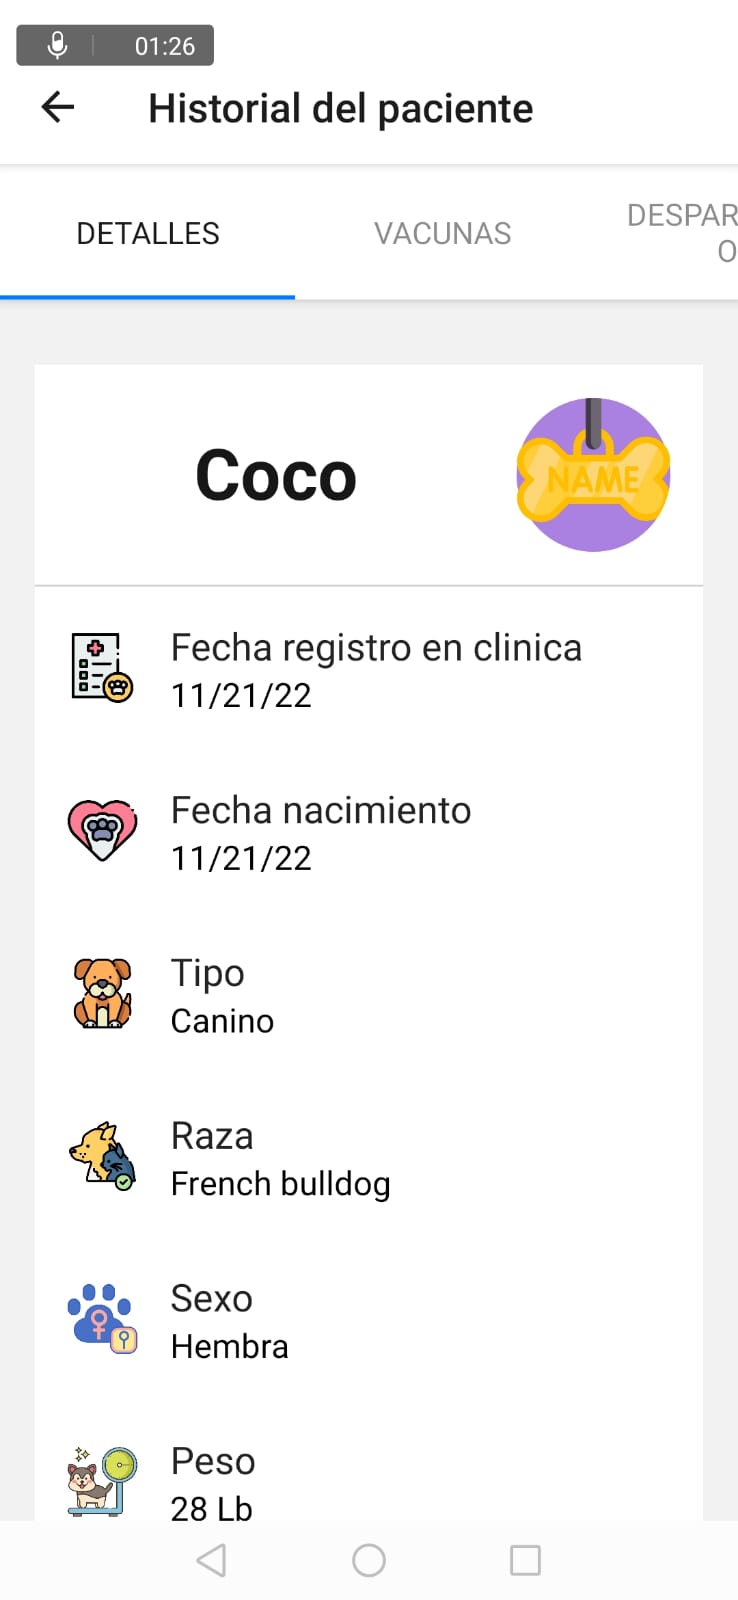 01:26
Historial del paciente
DETALLES
VACUNAS
DESPAR
O
Coco
NAME
Fecha registro en clinica
11/21/22
Fecha nacimiento
11/21/22
Tipo
Canino
Raza
French bulldog
Sexo
Hembra
Peso
28 Lb